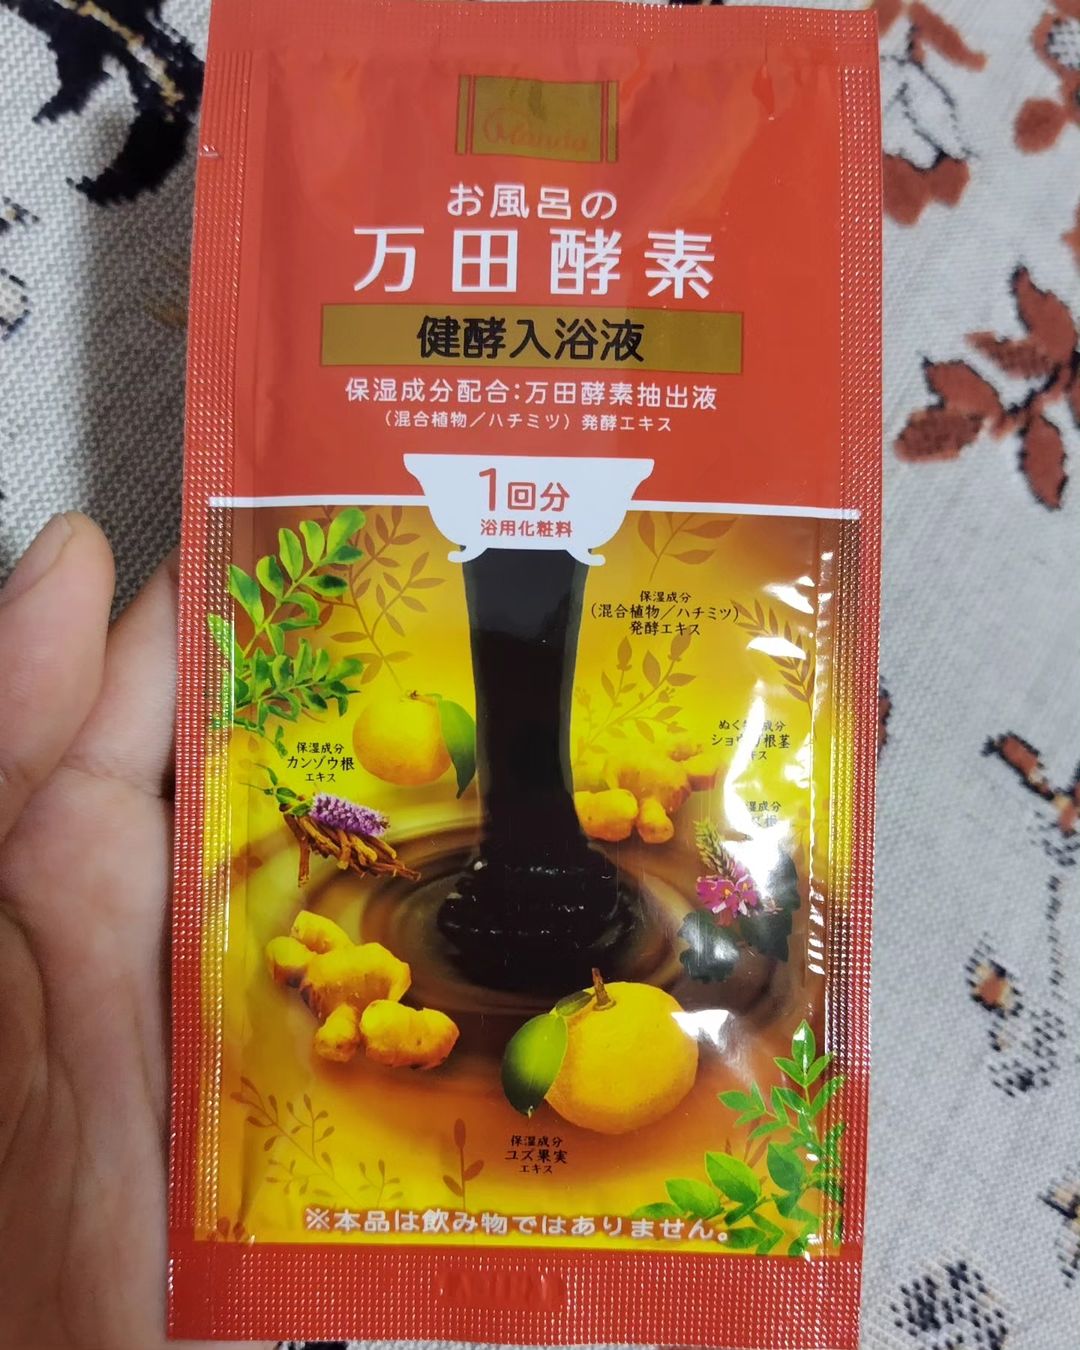 Manda
お風呂の
万田酵素
健酵入浴液
保湿成分配合:万田酵素抽出液
(混合植物/ハチミツ)発酵エキス
1回分
浴用化粧料
保湿成分
(混合植物/ハチミツ)
発酵エキス
保湿成分
カンゾウ根
エキス
保湿成分
ユズ果実
エキス
※本品は飲み物ではありません。